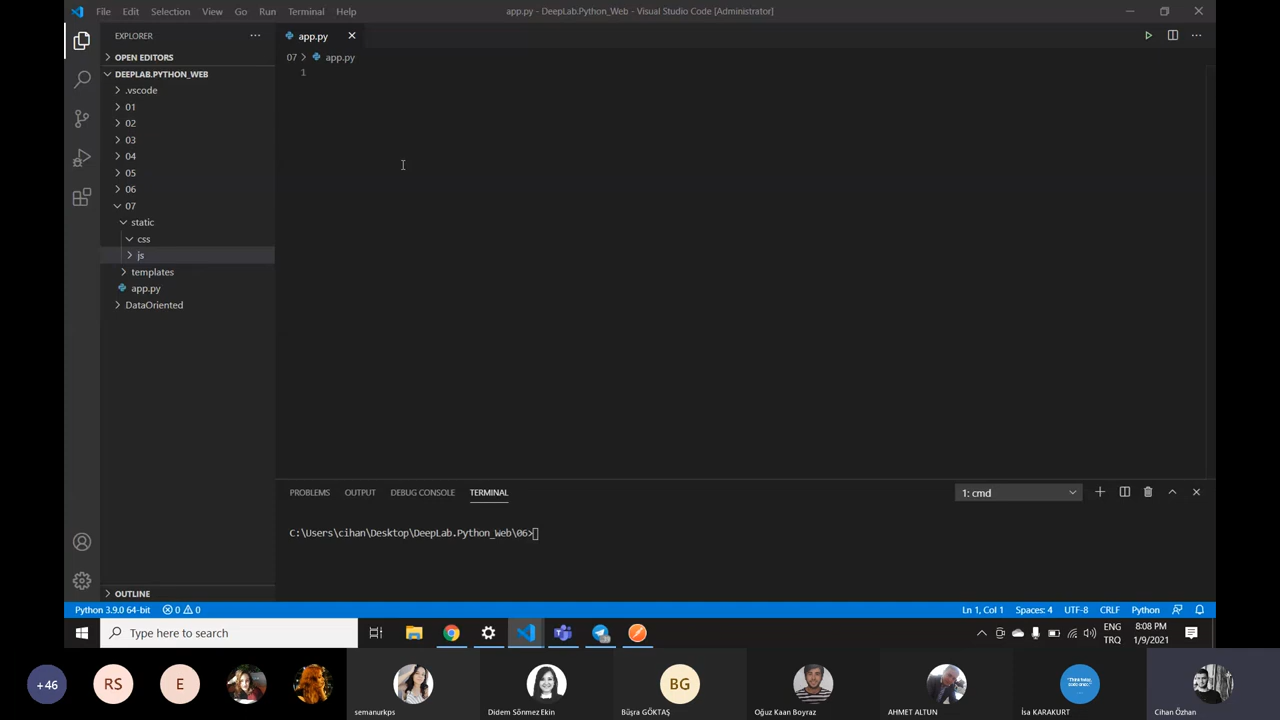 File Edit Selection View Go Run Terminal Help
app.py - DeepLab.Python_Web - Visual Studio Code [Administrator]
EXPLORER
OPEN EDITORS
DEEPLAB.PYTHON_WEB
.vscode
01
02
03
04
05
06
07
static
css
js
templates
app.py
DataOriented
OUTLINE
app.py
07 > app.py
1
PROBLEMS OUTPUT DEBUG CONSOLE TERMINAL
1: cmd
C:\Users\cihan\Desktop\DeepLab.Python_Web\06>
Python 3.9.0 64-bit 0 0
Ln 1, Col 1 Spaces: 4 UTF-8 CRLF Python
Type here to search
ENG
TRQ
8:08 PM
1/9/2021
+46
RS
E
semanurkps
Didem Sönmez Ekin
BG
Büşra GÖKTAŞ
Oğuz Kaan Boyraz
AHMET ALTUN
İsa KARAKURT
Cihan Özhan